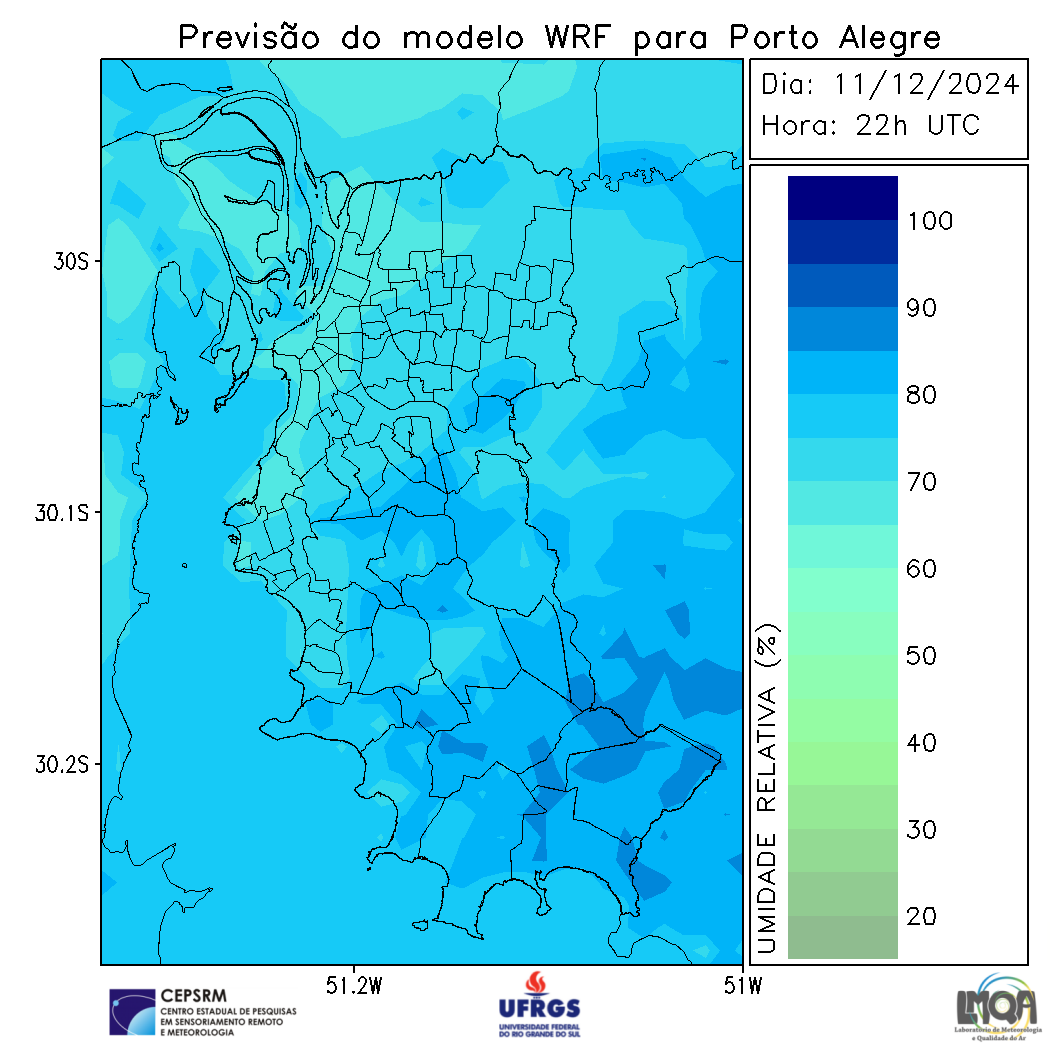 Previsão do modelo WRF para Porto Alegre
Dia: 11/12/2024
Hora: 22h UTC
30S
30.1S
30.2S
51.2W
51W
100
90
80
70
60
50
40
30
20
UMIDADE RELATIVA (%)
CEPSRM
CENTRO ESTADUAL DE PESQUISAS
EM SENSORIAMENTO REMOTO
E METEOROLOGIA
UFRGS
UNIVERSIDADE FEDERAL
DO RIO GRANDE DO SUL
LMQA
Laboratório de Meteorologia
e Qualidade do Ar